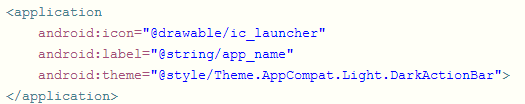 <application
android:icon="@drawable/ic_launcher"
android:label="@string/app_name"
android:theme="@style/Theme.AppCompat.Light.DarkActionBar">
</application>